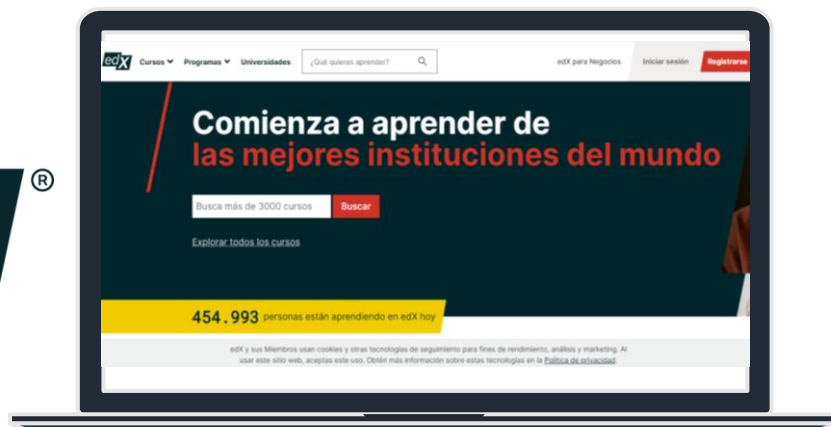 edX Cursos Programas Universidades ¿Qué quieres aprender? edX para Negocios Iniciar sesión Registrarse
Comienza a aprender de
las mejores instituciones del mundo
®
Busca más de 3000 cursos Buscar
Explorar todos los cursos
454.993 personas están aprendiendo en edX hoy
edX y sus Miembros usan cookies y otras tecnologías de seguimiento para fines de rendimiento, análisis y marketing. Al
usar este sitio web, aceptas este uso. Obtén más información sobre estas tecnologías en la Política de privacidad.